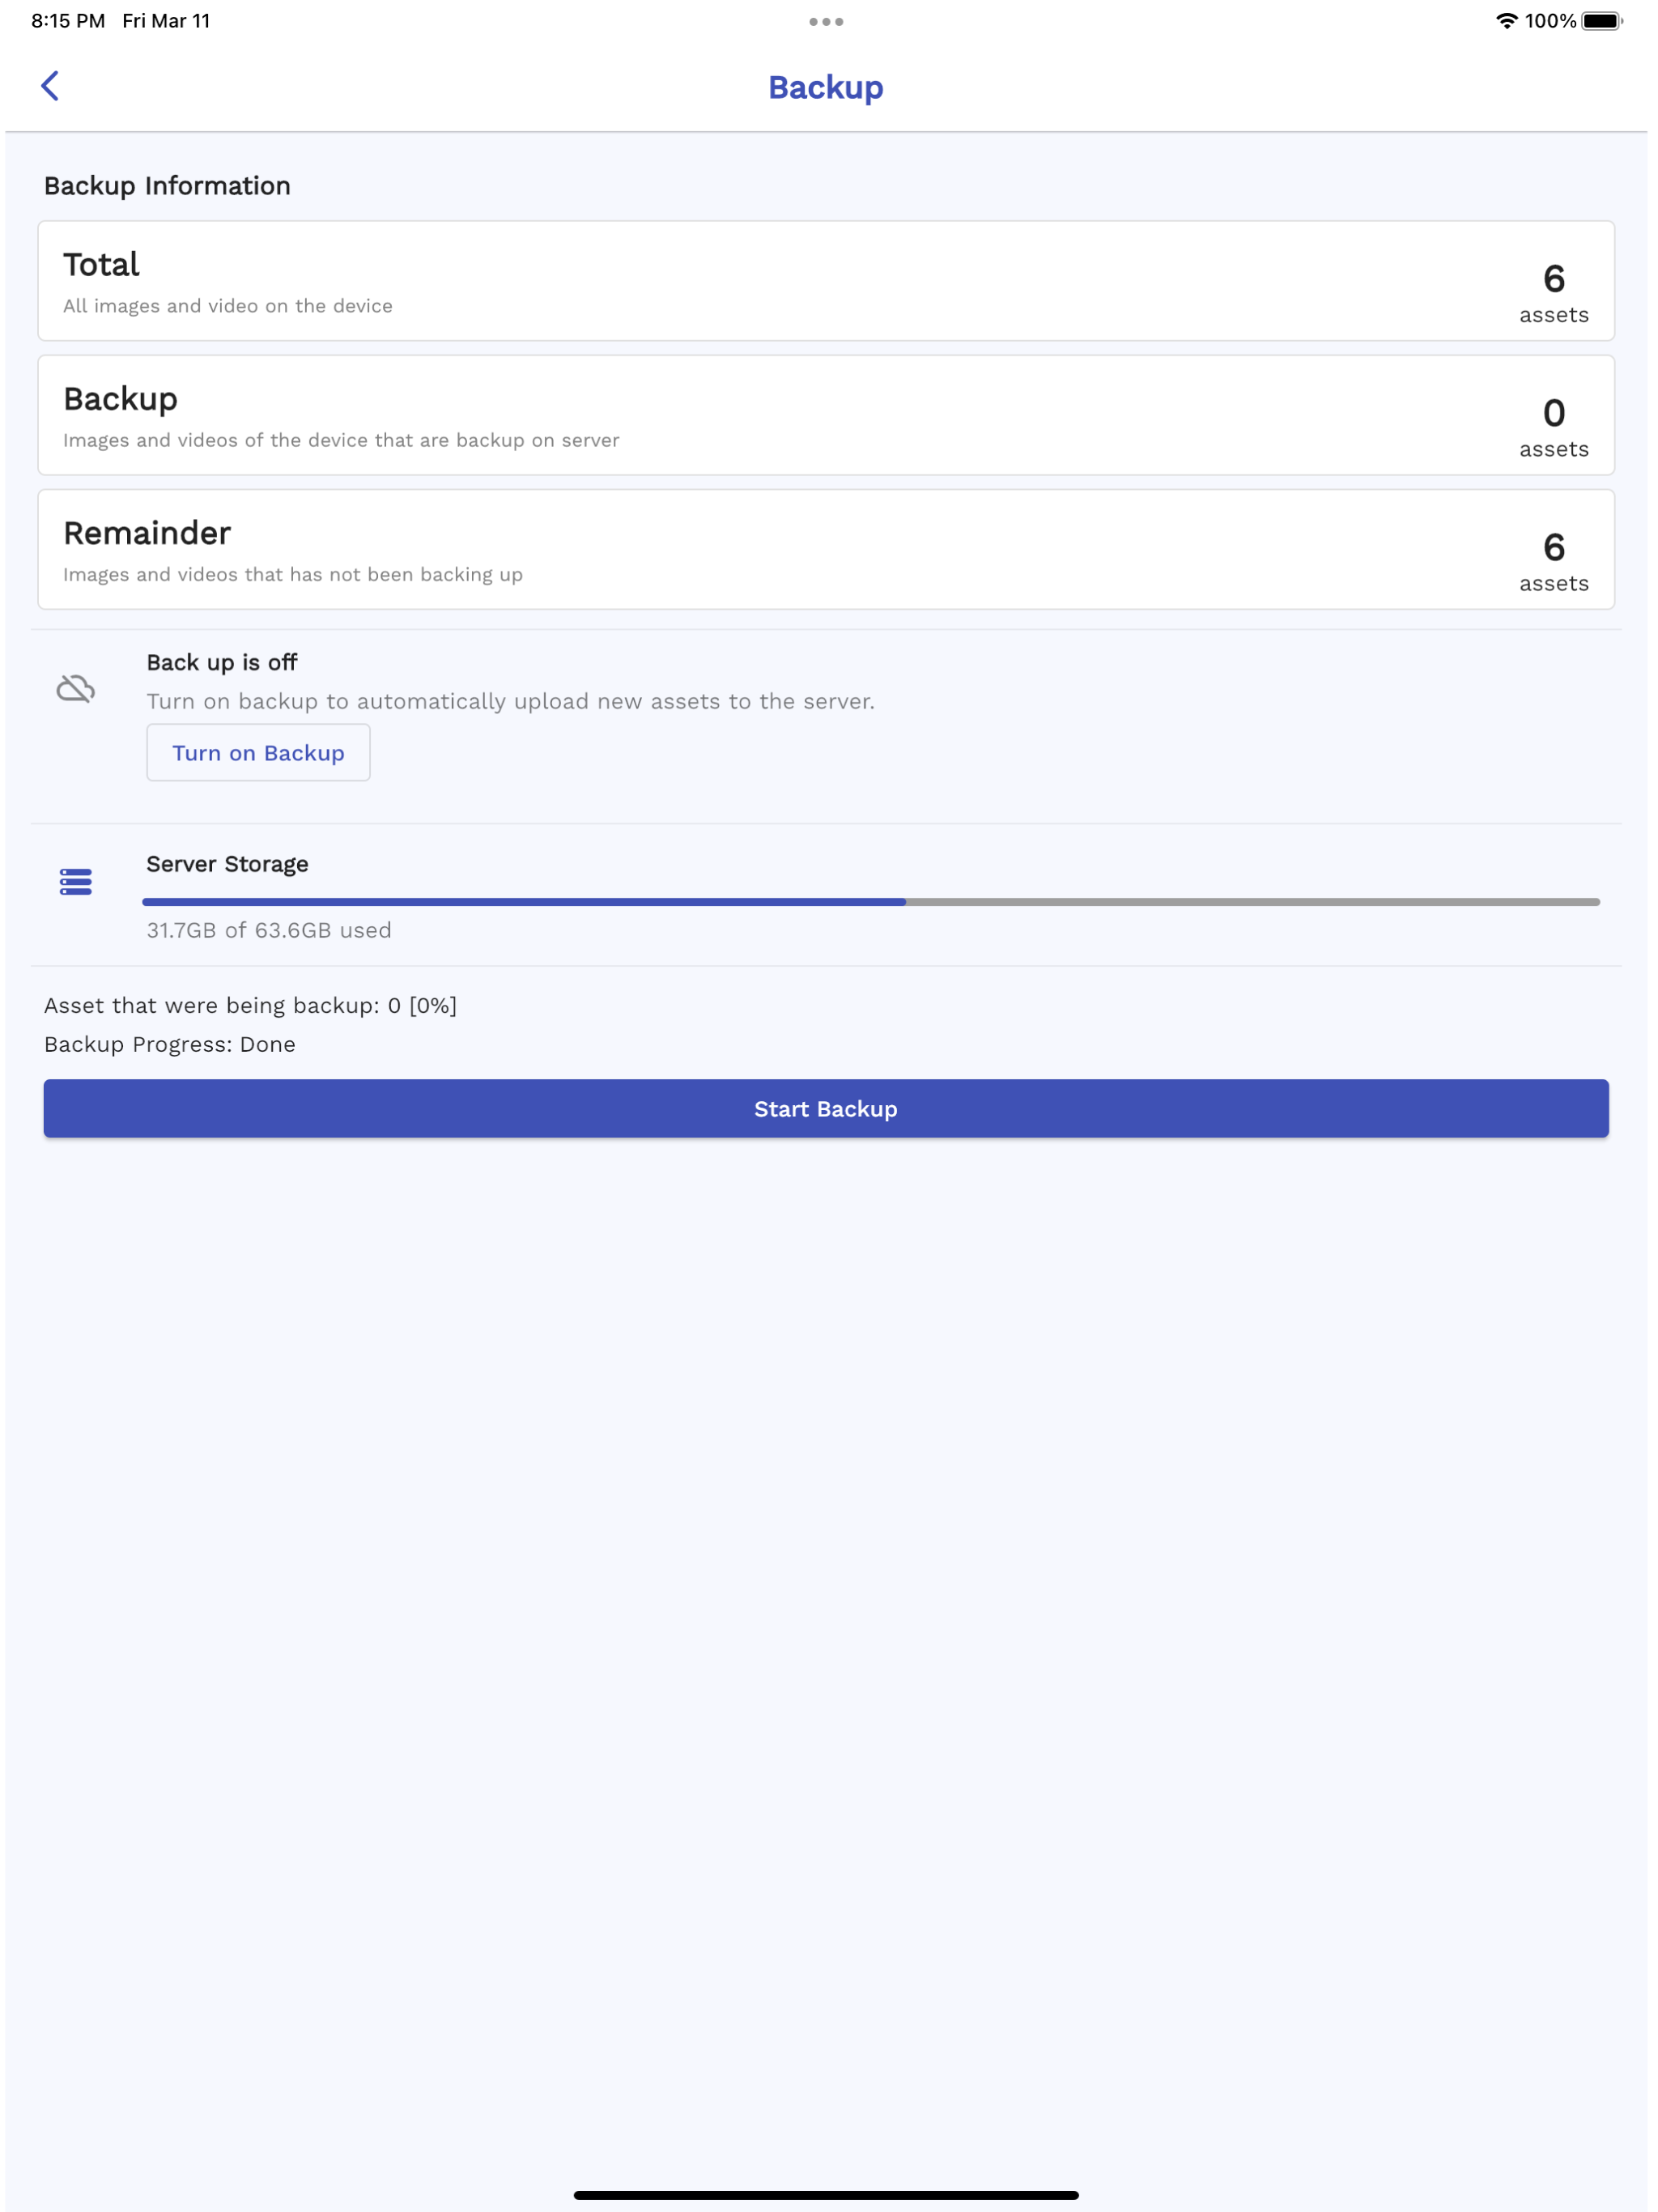 8:15 PM Fri Mar 11
100%
Backup
Backup Information
Total
All images and video on the device
6
assets
Backup
Images and videos of the device that are backup on server
0
assets
Remainder
Images and videos that has not been backing up
6
assets
Back up is off
Turn on backup to automatically upload new assets to the server.
Turn on Backup
Server Storage
31.7GB of 63.6GB used
Asset that were being backup: 0 [0%]
Backup Progress: Done
Start Backup